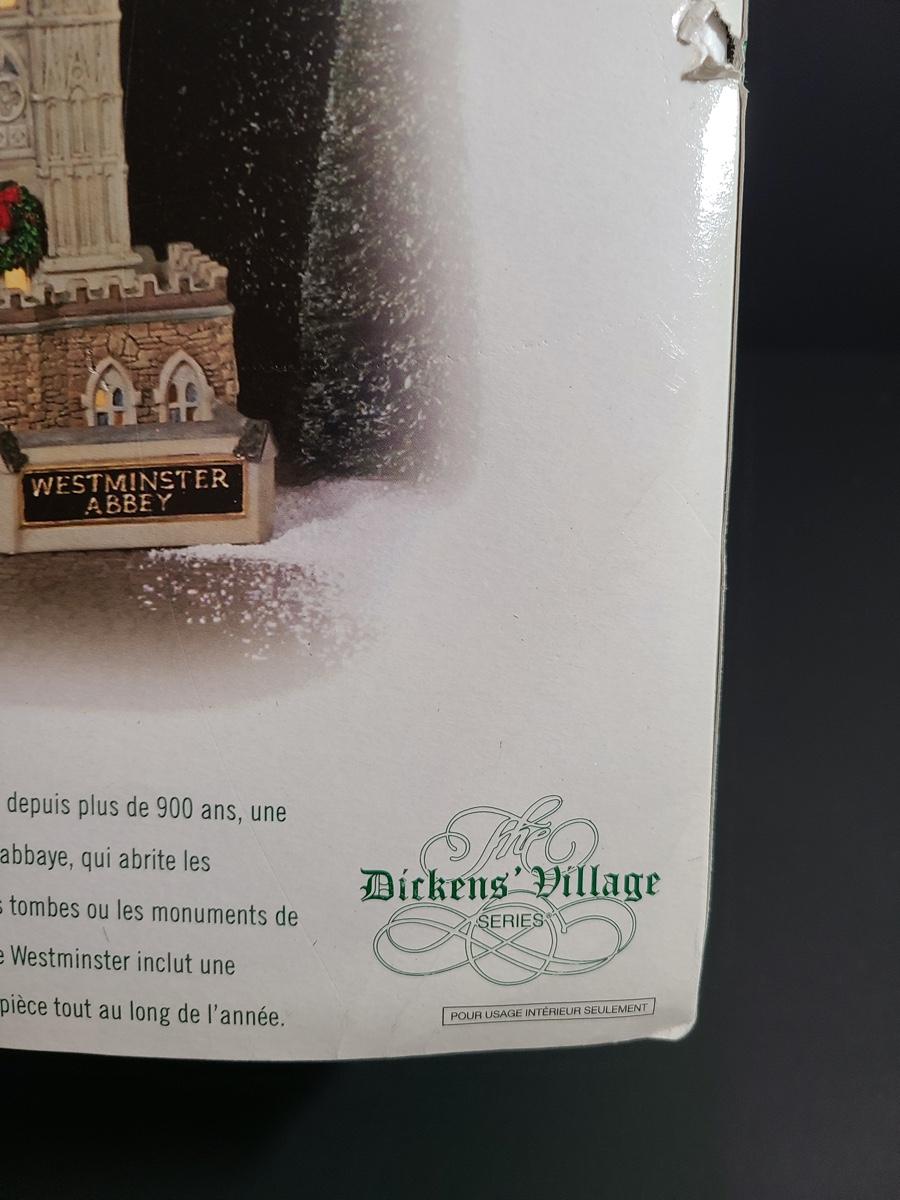 WESTMINSTER
ABBEY
depuis plus de 900 ans, une
abbaye, qui abrite les
s tombes ou les monuments de
e Westminster inclut une
pièce tout au long de l'année.
The
Dickens' Village
SERIES®
POUR USAGE INTÉRIEUR SEULEMENT